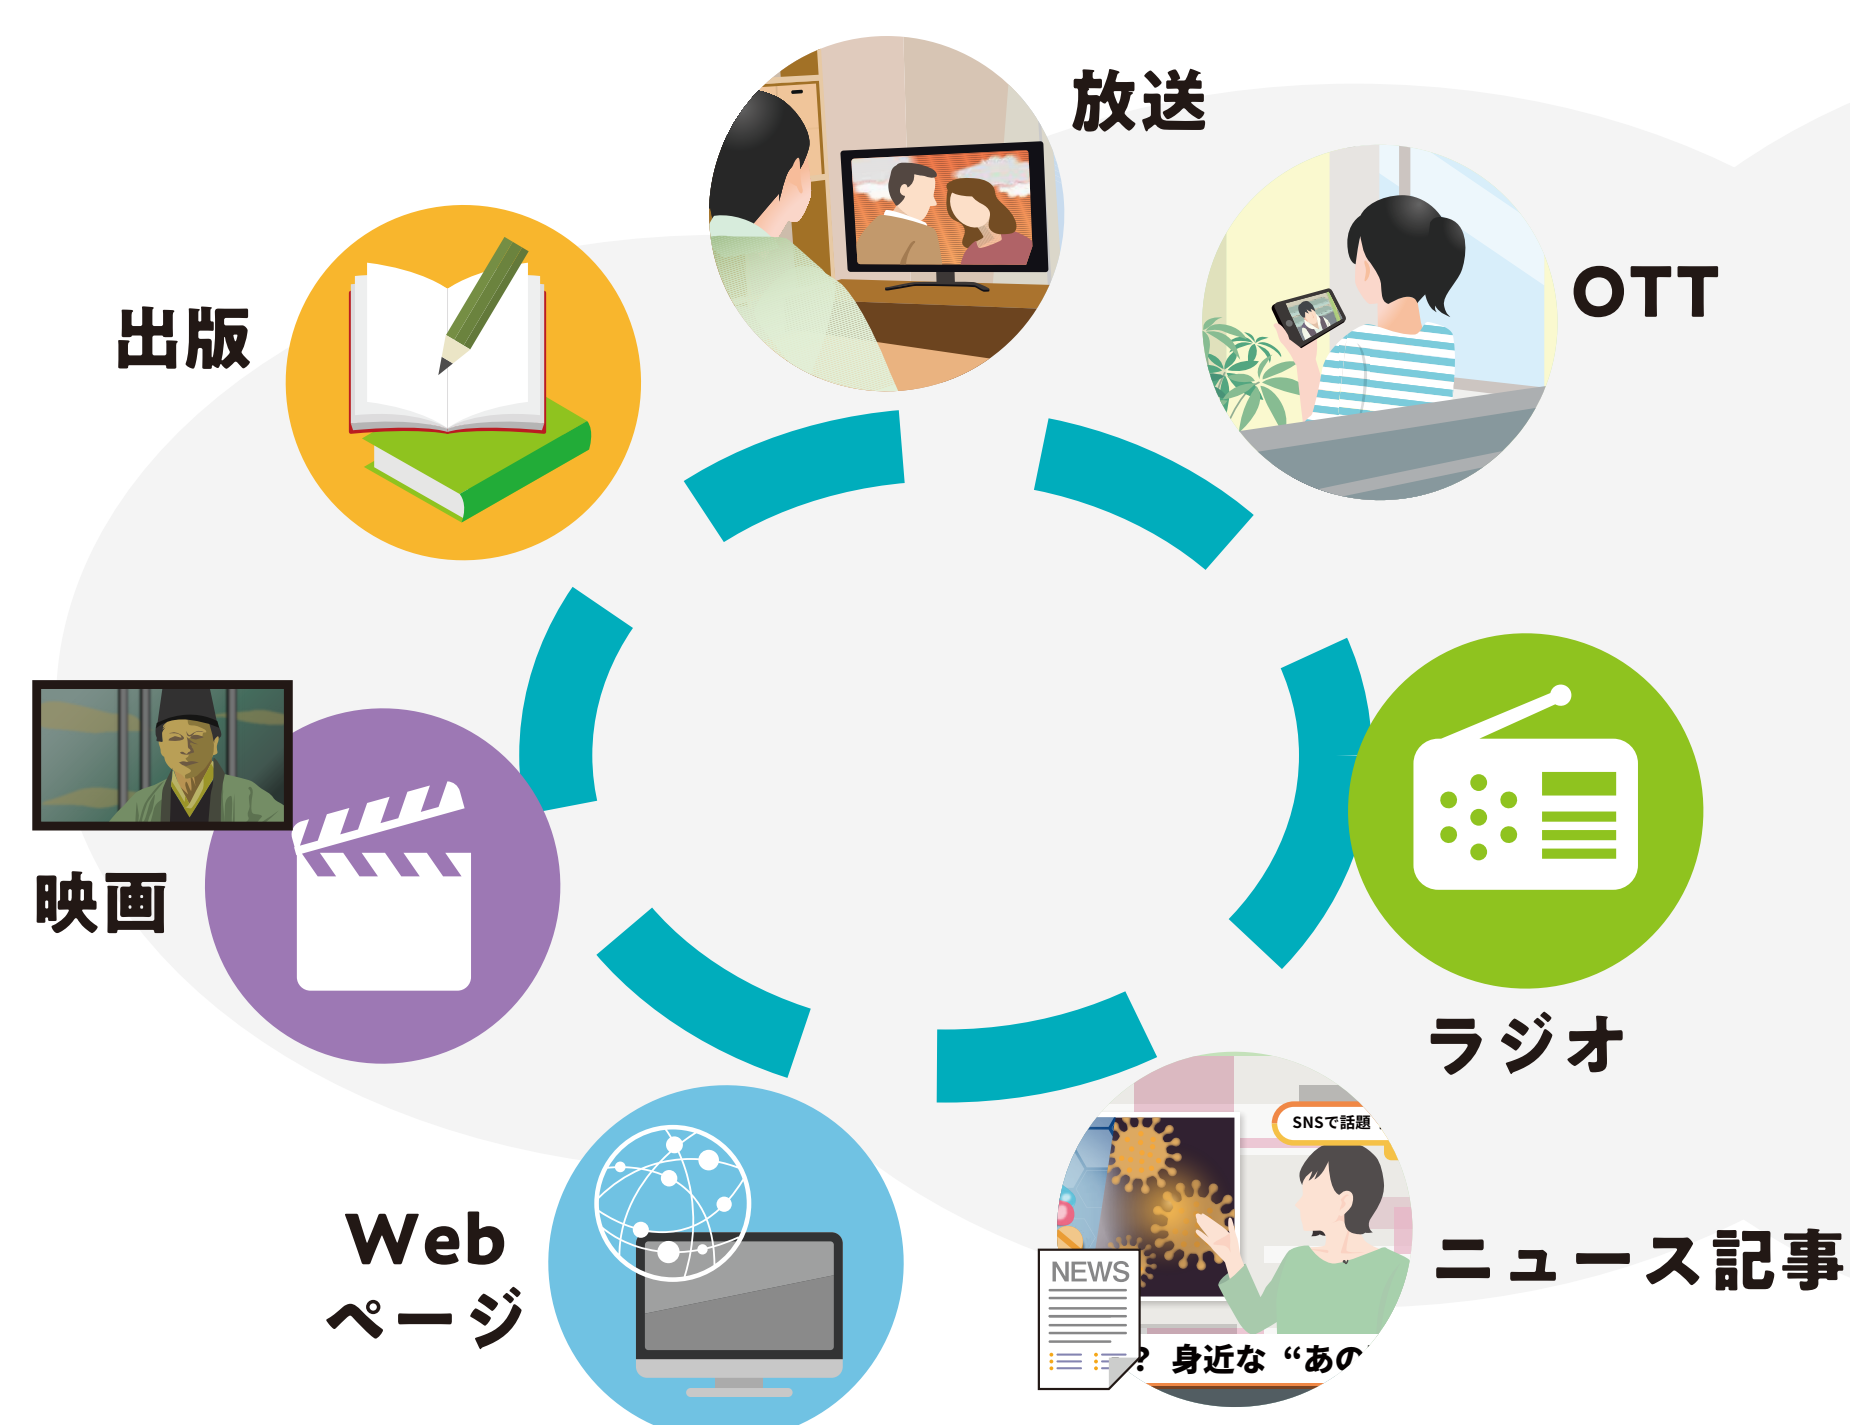 放送
OTT
出版
映画
ラジオ
SNSで話題
Web
ページ
ニュース記事
NEWS
? 身近な “あの